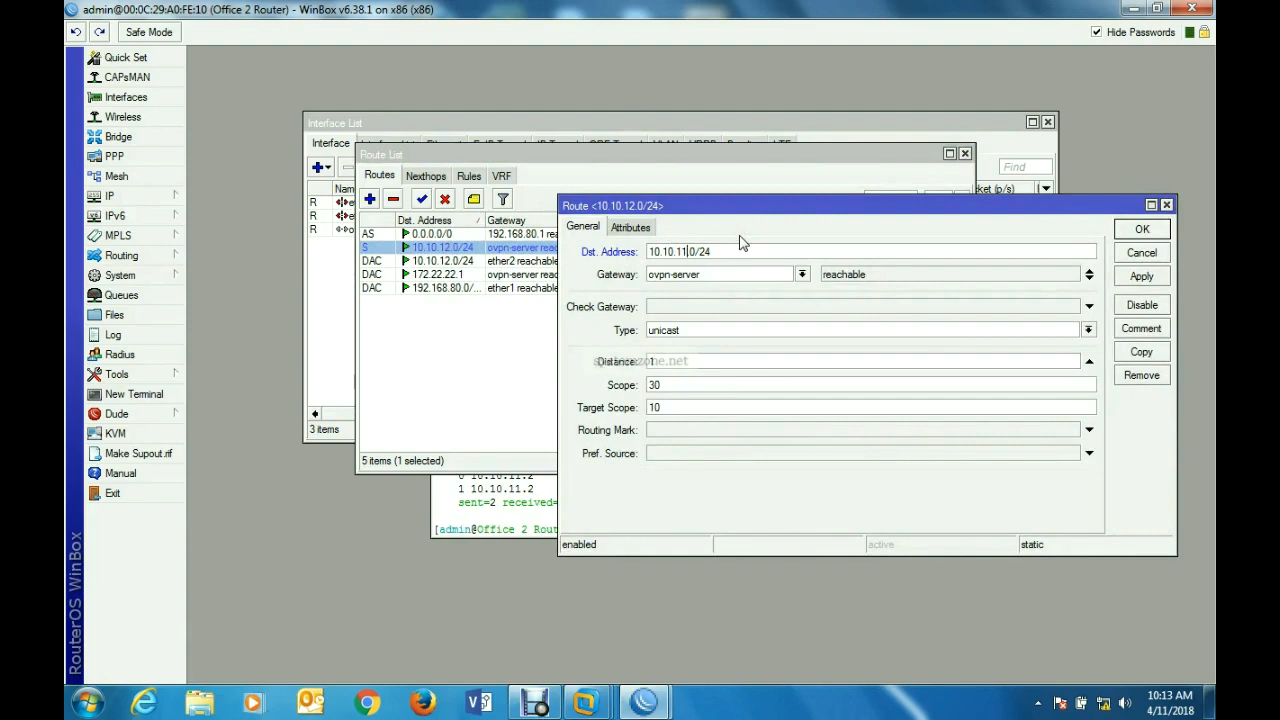 admin@00:0C:29:A0:FE:10 (Office 2 Router) - WinBox v6.38.1 on x86 (x86)
Safe Mode
Hide Passwords
Quick Set
CAPsMAN
Interfaces
Wireless
Bridge
PPP
Mesh
IP
IPv6
MPLS
Routing
System
Queues
Files
Log
Radius
Tools
New Terminal
Dude
KVM
Make Supout.rif
Manual
Exit
RouterOS WinBox
Interface List
Interface
Find
R
R
R
3 items
Route List
Routes Nexthops Rules VRF
Dst. Address Gateway
AS 0.0.0.0/0 192.168.80.1
S 10.10.12.0/24 ovpn-server
DAC 10.10.12.0/24 ether2 reachable
DAC 172.22.22.1 ovpn-server
DAC 192.168.80.0/... ether1 reachable
5 items (1 selected)
1 10.10.11.2
sent=2 received=
[admin@Office 2
Route <10.10.12.0/24>
General Attributes
Dst. Address: 10.10.11.0/24
Gateway: ovpn-server reachable
Check Gateway:
Type: unicast
Distance: 1
Scope: 30
Target Scope: 10
Routing Mark:
Pref. Source:
OK
Cancel
Apply
Disable
Comment
Copy
Remove
enabled active static
10:13 AM
4/11/2018